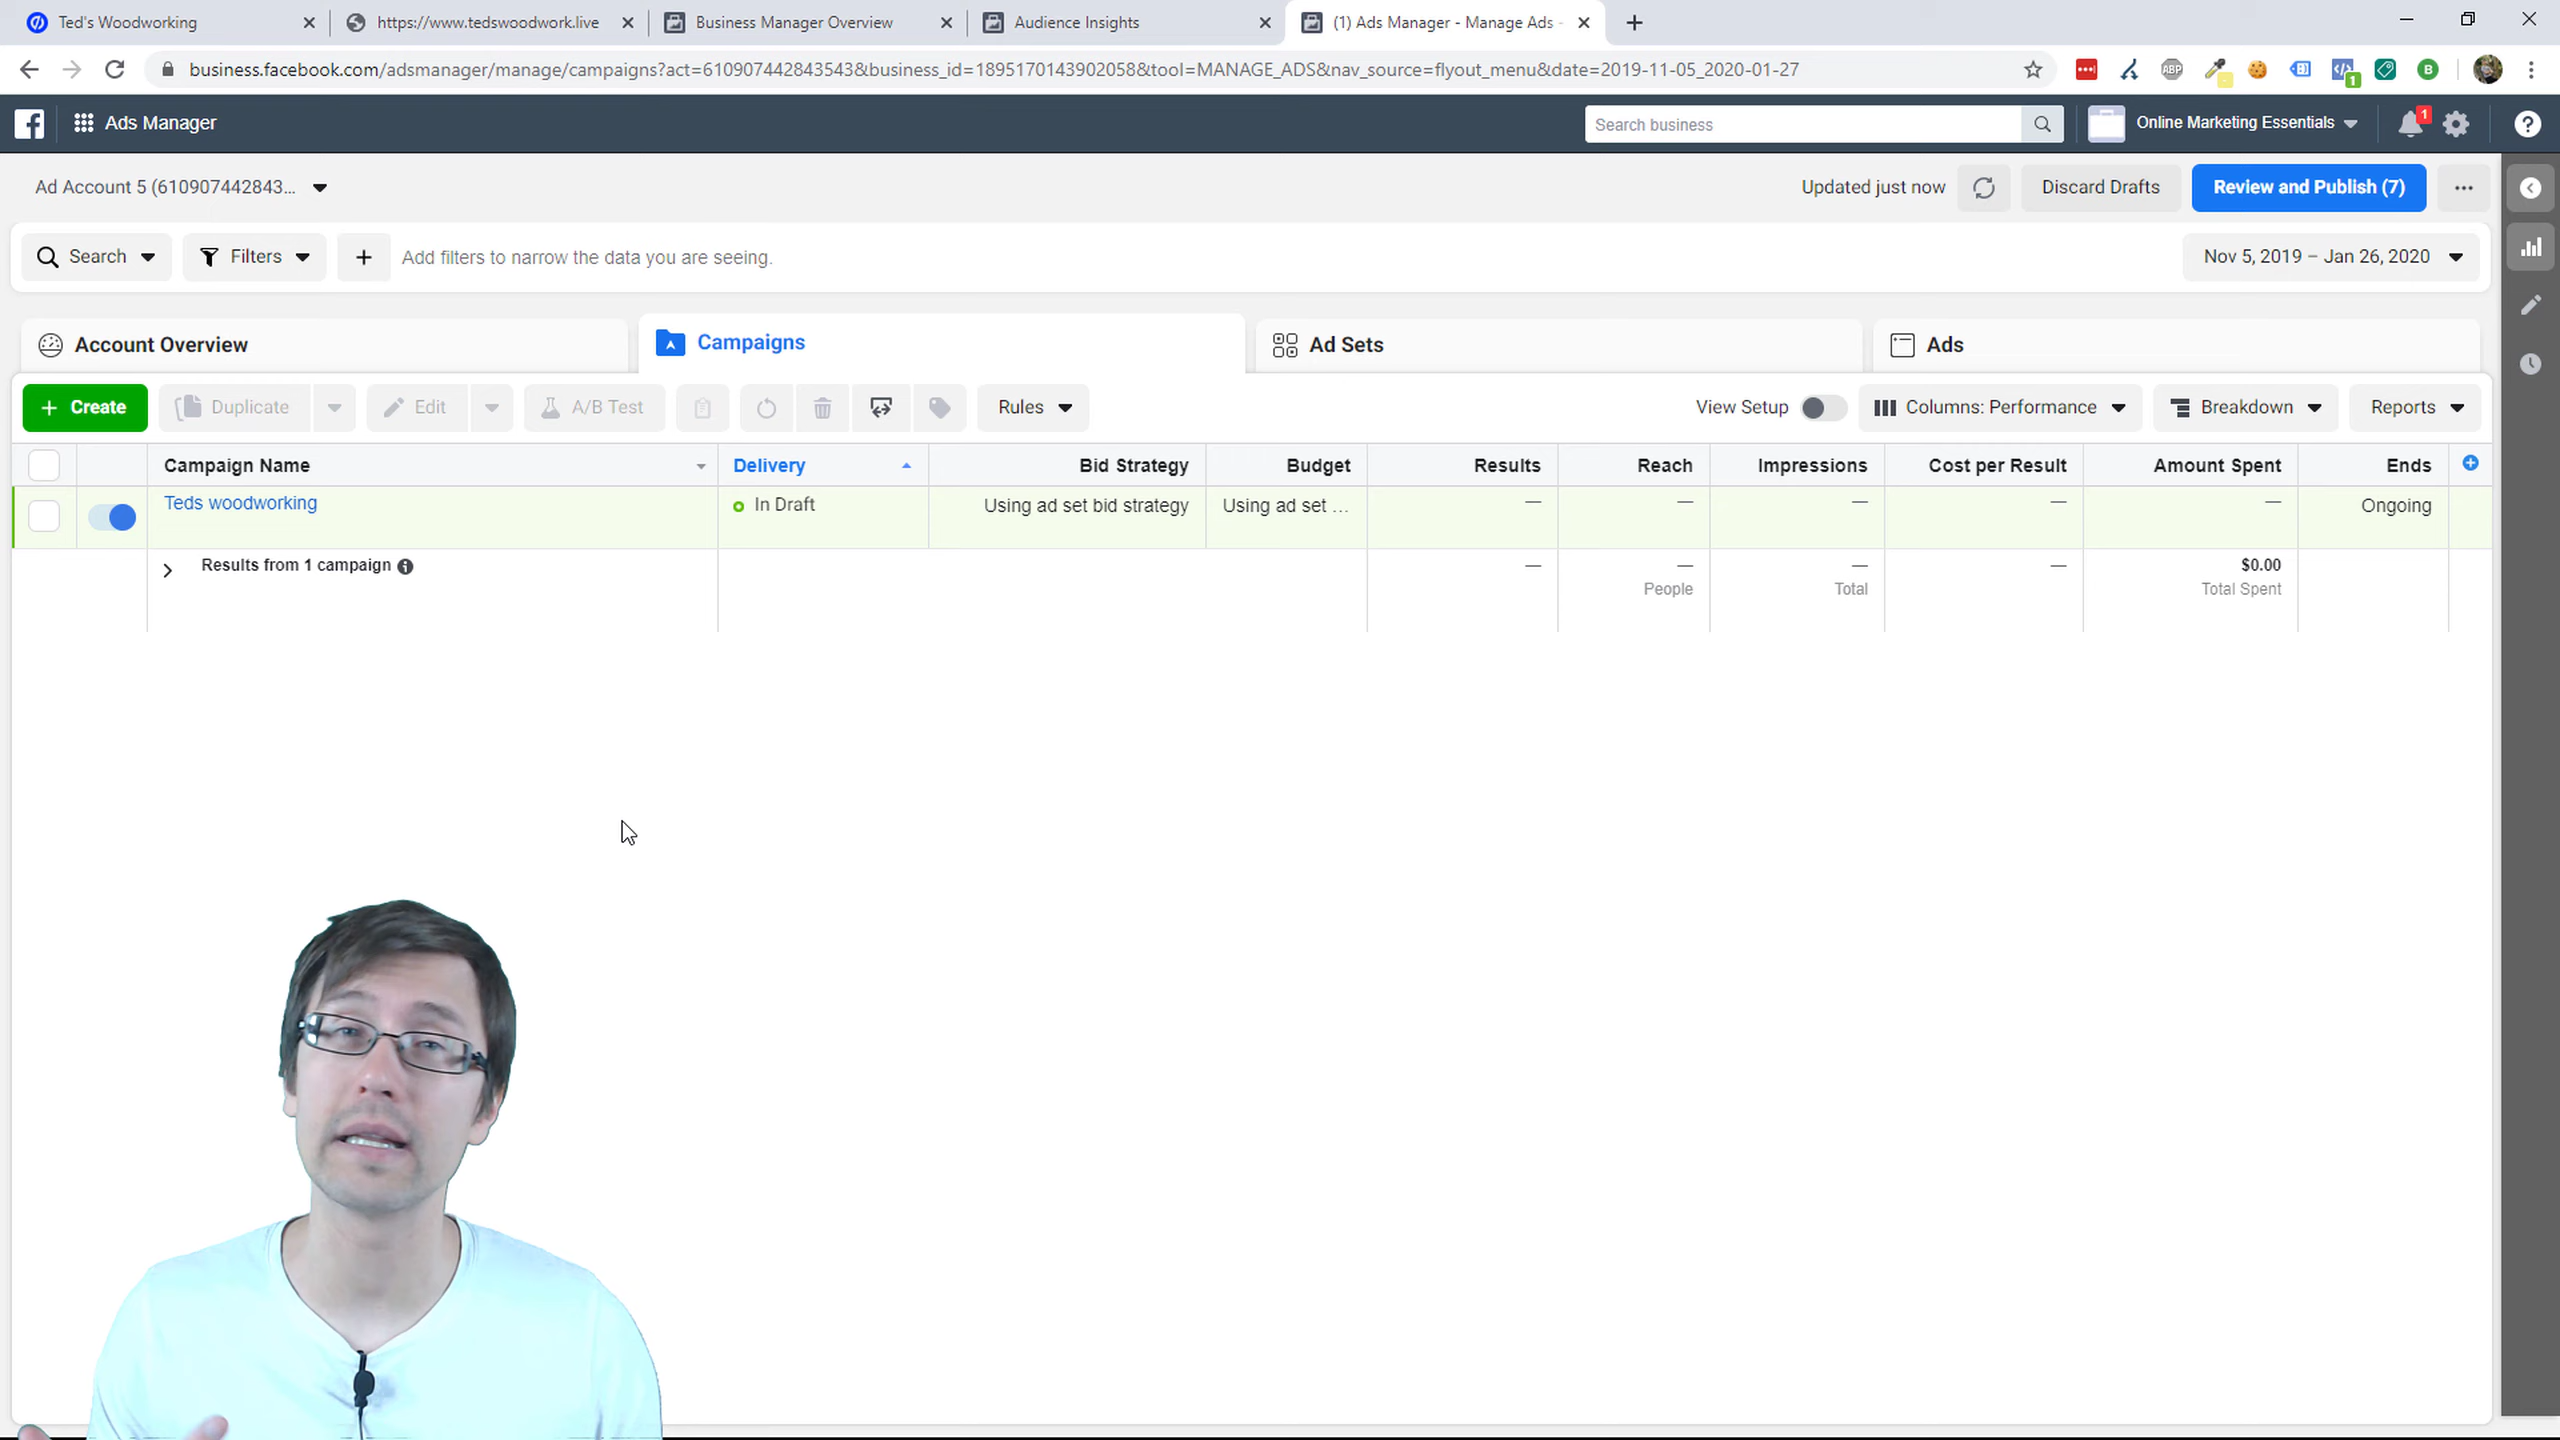 Ted's Woodworking
https://www.tedswoodwork.live
Business Manager Overview
Audience Insights
(1) Ads Manager - Manage Ads -
business.facebook.com/adsmanager/manage/campaigns?act=610907442843543&business_id=1895170143902058&tool=MANAGE_ADS&nav_source=flyout_menu&date=2019-11-05_2020-01-27
ABP
1
B
Ads Manager
Search business
Online Marketing Essentials
1
Ad Account 5 (610907442843...
Updated just now
Discard Drafts
Review and Publish (7)
Search
Filters
Add filters to narrow the data you are seeing.
Nov 5, 2019 – Jan 26, 2020
Account Overview
Campaigns
Ad Sets
Ads
+ Create
Duplicate
Edit
A/B Test
Rules
View Setup
Columns: Performance
Breakdown
Reports
Campaign Name
Delivery
Bid Strategy
Budget
Results
Reach
Impressions
Cost per Result
Amount Spent
Ends
Teds woodworking
In Draft
Using ad set bid strategy
Using ad set ...
—
—
—
—
—
Ongoing
Results from 1 campaign
—
—
People
—
Total
—
$0.00
Total Spent